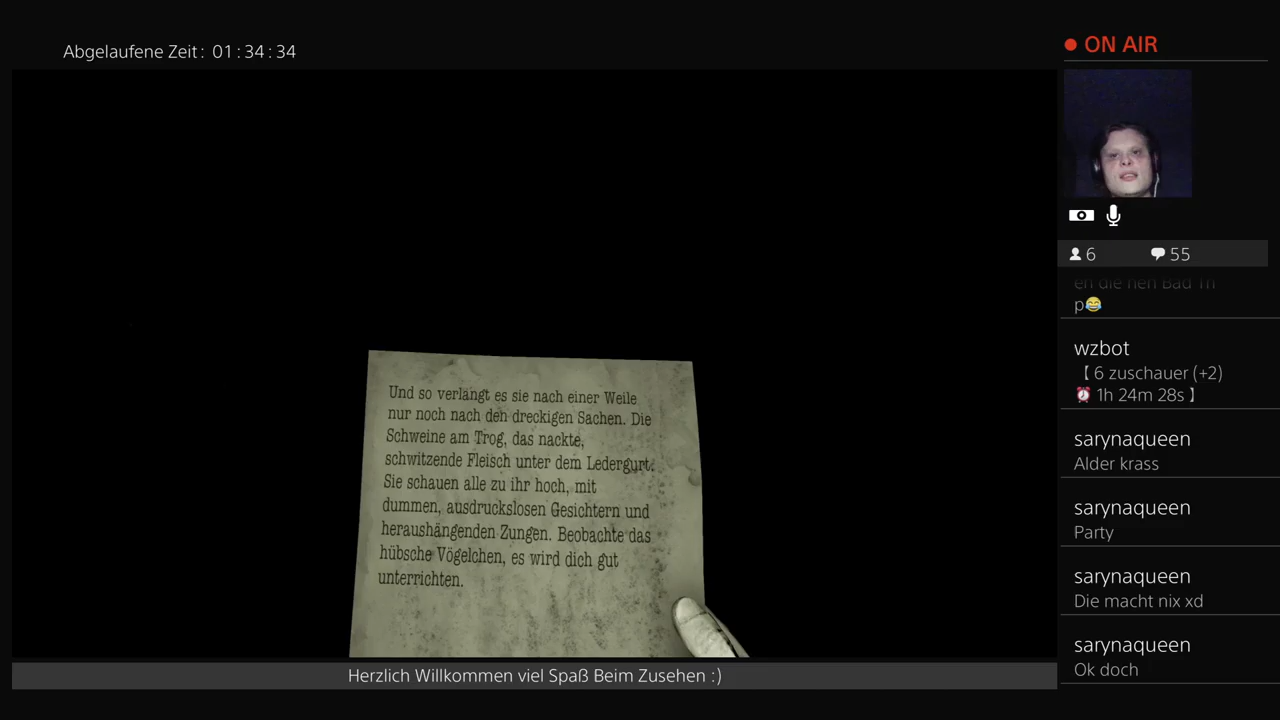 Abgelaufene Zeit: 01:34:34
ON AIR
6
55
p😂
wzbot
【 6 zuschauer (+2)
⏰ 1h 24m 28s 】
sarynaqueen
Alder krass
sarynaqueen
Party
sarynaqueen
Die macht nix xd
sarynaqueen
Ok doch
Und so verlangt es sie nach einer Weile
nur noch nach den dreckigen Sachen. Die
Schweine am Trog, das nackte,
schwitzende Fleisch unter dem Ledergurt.
Sie schauen alle zu ihr hoch, mit
dummen, ausdruckslosen Gesichtern und
heraushängenden Zungen. Beobachte das
hübsche Vögelchen, es wird dich gut
unterrichten.
Herzlich Willkommen viel Spaß Beim Zusehen :)